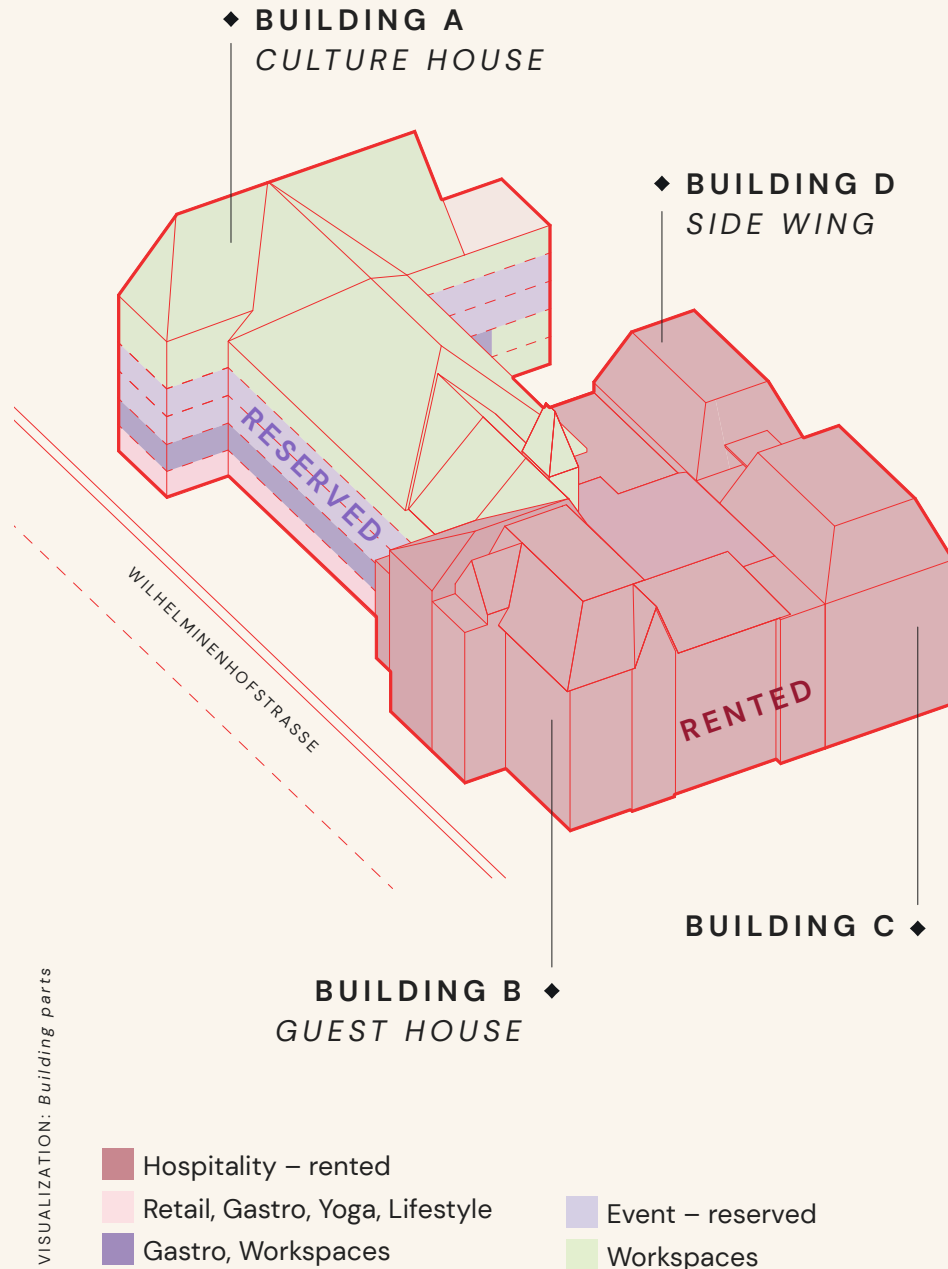 BUILDING A
CULTURE HOUSE
BUILDING D
SIDE WING
RESERVED
WILHELMINENHOFSTRASSE
RENTED
BUILDING C
BUILDING B
GUEST HOUSE
VISUALIZATION: Building parts
Hospitality – rented
Retail, Gastro, Yoga, Lifestyle
Gastro, Workspaces
Event – reserved
Workspaces